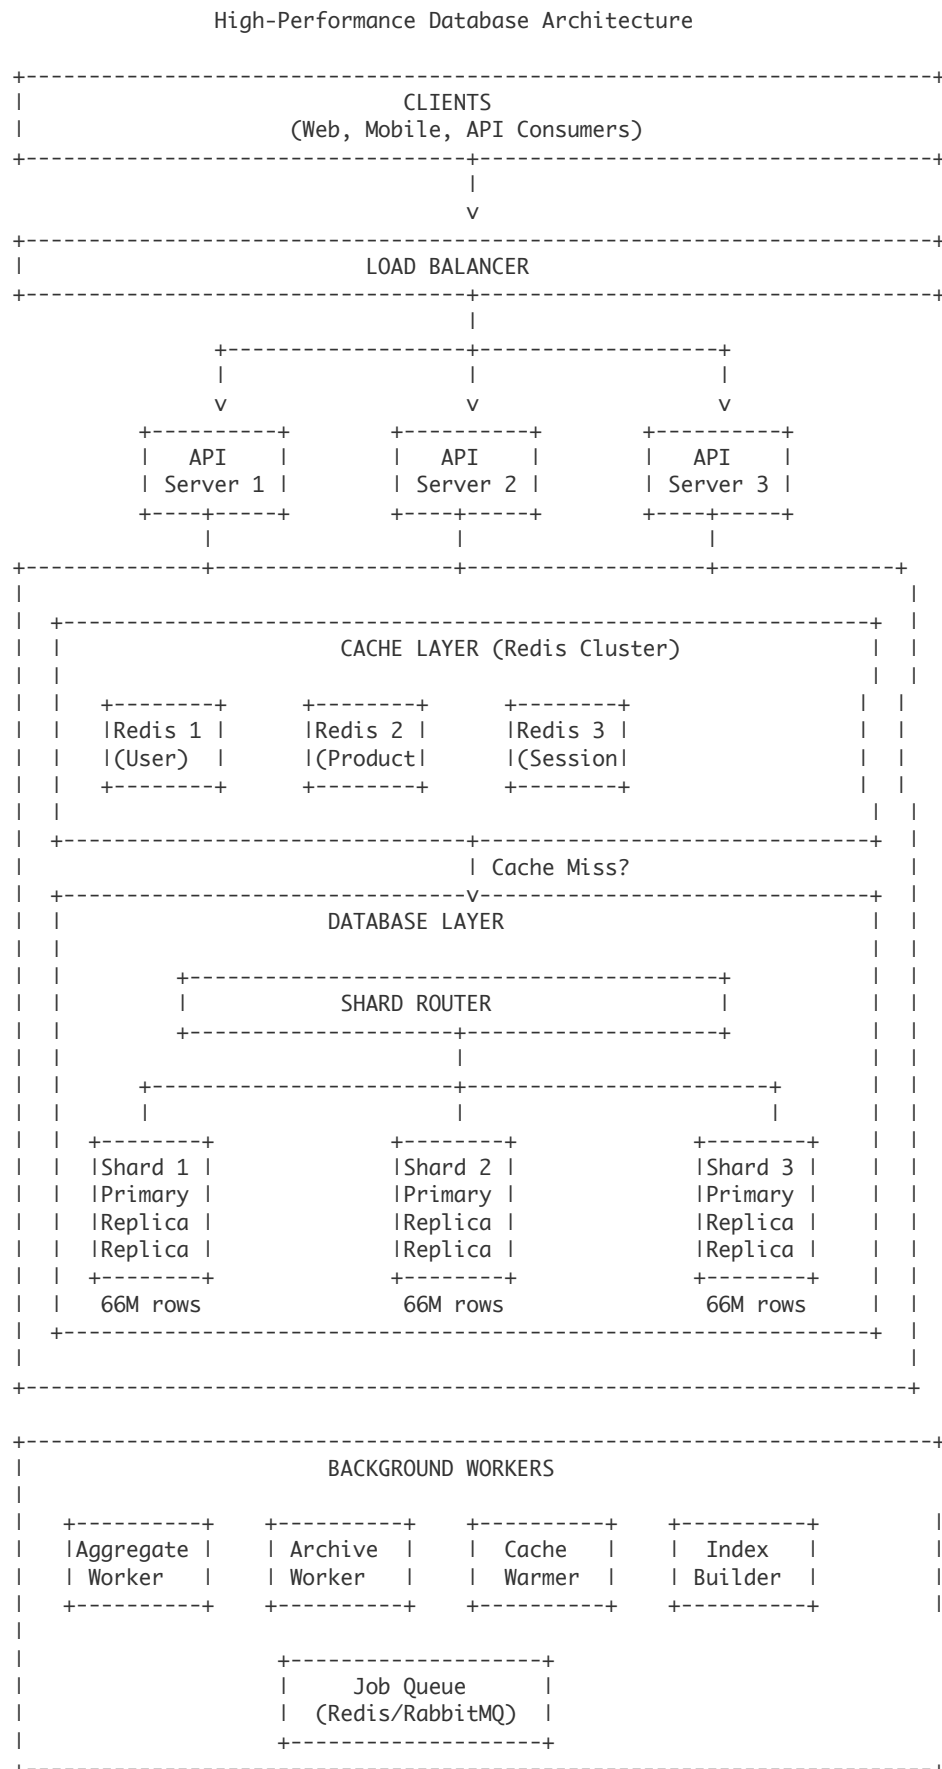 High-Performance Database Architecture
CLIENTS
(Web, Mobile, API Consumers)
LOAD BALANCER
API API API
Server 1 Server 2 Server 3
CACHE LAYER (Redis Cluster)
Redis 1 Redis 2 Redis 3
(User) (Product (Session
Cache Miss?
DATABASE LAYER
SHARD ROUTER
Shard 1 Shard 2 Shard 3
Primary Primary Primary
Replica Replica Replica
Replica Replica Replica
66M rows 66M rows 66M rows
BACKGROUND WORKERS
Aggregate Archive Cache Index
Worker Worker Warmer Builder
Job Queue
(Redis/RabbitMQ)